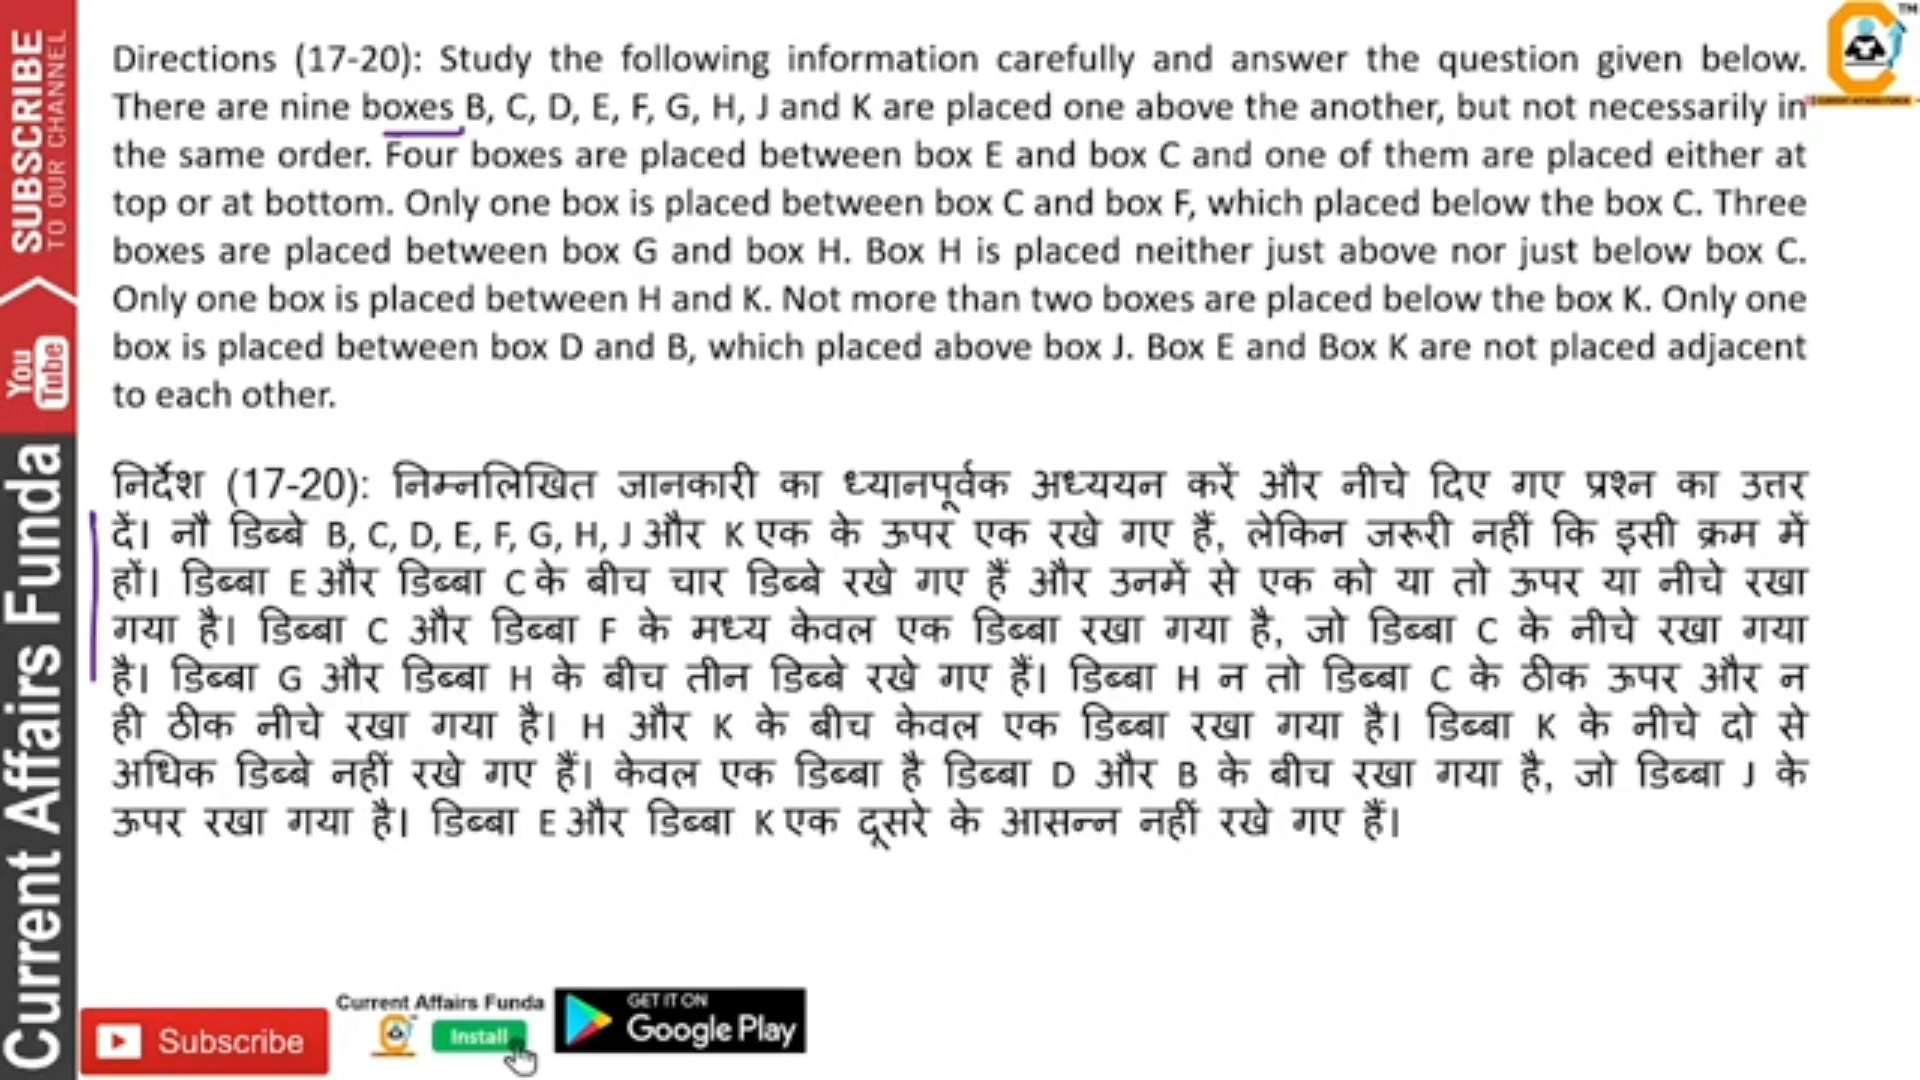 Directions (17-20): Study the following information carefully and answer the question given below.
There are nine boxes B, C, D, E, F, G, H, J and K are placed one above the another, but not necessarily in
the same order. Four boxes are placed between box E and box C and one of them are placed either at
top or at bottom. Only one box is placed between box C and box F, which placed below the box C. Three
boxes are placed between box G and box H. Box H is placed neither just above nor just below box C.
Only one box is placed between H and K. Not more than two boxes are placed below the box K. Only one
box is placed between box D and B, which placed above box J. Box E and Box K are not placed adjacent
to each other.
निर्देश (17-20): निम्नलिखित जानकारी का ध्यानपूर्वक अध्ययन करें और नीचे दिए गए प्रश्न का उत्तर
दें। नौ डिब्बे B, C, D, E, F, G, H, J और K एक के ऊपर एक रखे गए हैं, लेकिन जरूरी नहीं कि इसी क्रम में
हों। डिब्बा E और डिब्बा C के बीच चार डिब्बे रखे गए हैं और उनमें से एक को या तो ऊपर या नीचे रखा
गया है। डिब्बा C और डिब्बा F के मध्य केवल एक डिब्बा रखा गया है, जो डिब्बा C के नीचे रखा गया
है। डिब्बा G और डिब्बा H के बीच तीन डिब्बे रखे गए हैं। डिब्बा H न तो डिब्बा C के ठीक ऊपर और न
ही ठीक नीचे रखा गया है। H और K के बीच केवल एक डिब्बा रखा गया है। डिब्बा K के नीचे दो से
अधिक डिब्बे नहीं रखे गए हैं। केवल एक डिब्बा है डिब्बा D और B के बीच रखा गया है, जो डिब्बा J के
ऊपर रखा गया है। डिब्बा E और डिब्बा K एक दूसरे के आसन्न नहीं रखे गए हैं।
SUBSCRIBE
TO OUR CHANNEL
You
Tube
Current Affairs Funda
Subscribe
Current Affairs Funda
Install
GET IT ON
Google Play
TM